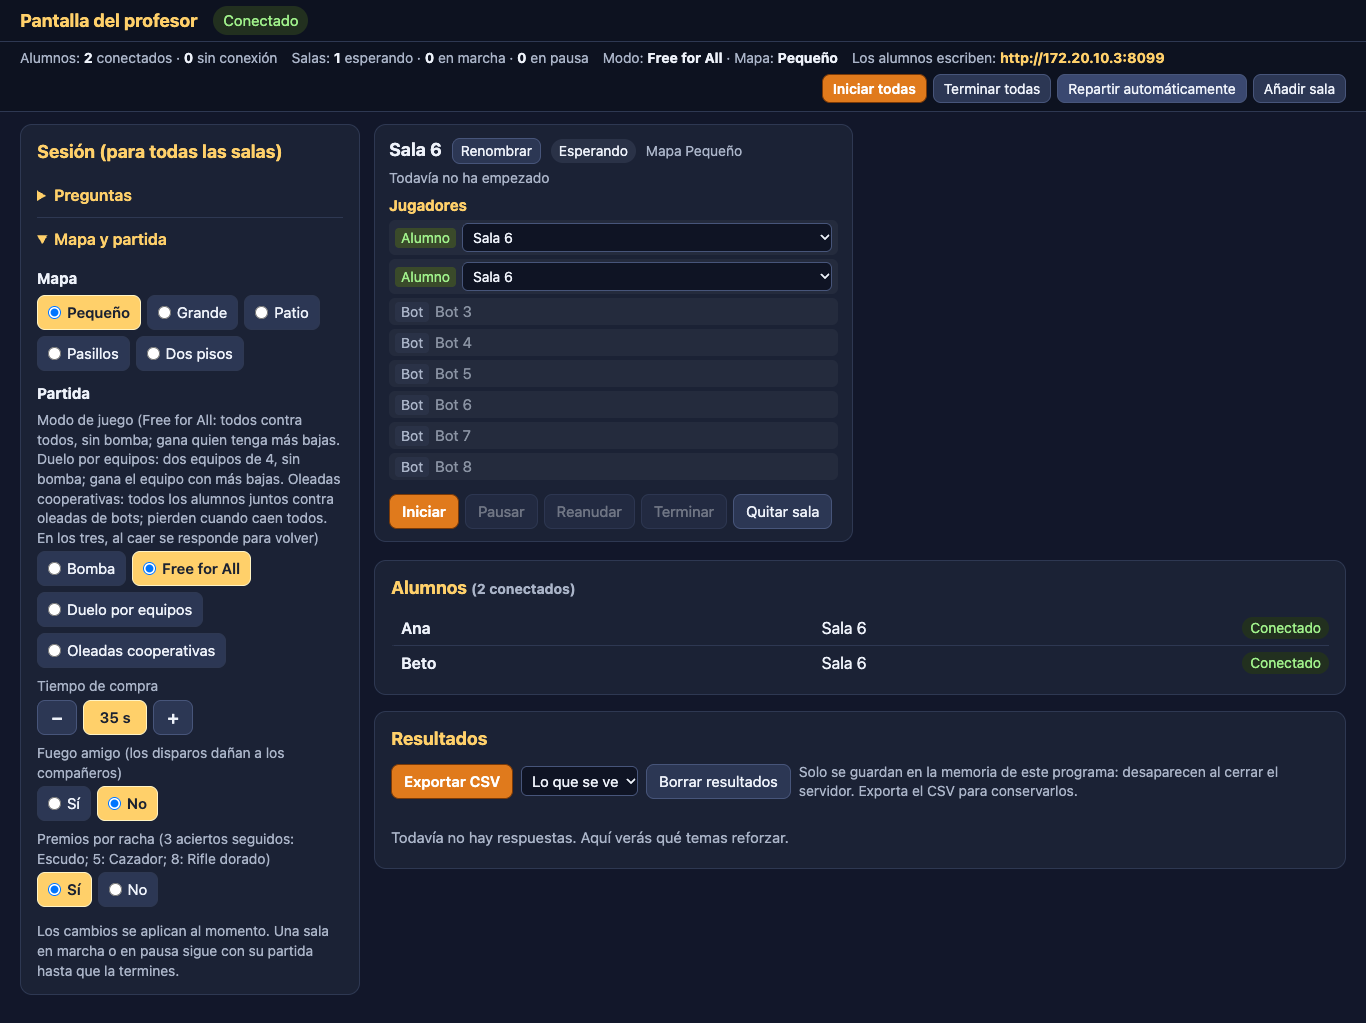 Pantalla del profesor Conectado
Alumnos: 2 conectados · 0 sin conexión Salas: 1 esperando · 0 en marcha · 0 en pausa Modo: Free for All · Mapa: Pequeño Los alumnos escriben: http://172.20.10.3:8099
Iniciar todas Terminar todas Repartir automáticamente Añadir sala
Sesión (para todas las salas)
Preguntas
Mapa y partida
Mapa
Pequeño Grande Patio
Pasillos Dos pisos
Partida
Modo de juego (Free for All: todos contra
todos, sin bomba; gana quien tenga más bajas.
Duelo por equipos: dos equipos de 4, sin
bomba; gana el equipo con más bajas. Oleadas
cooperativas: todos los alumnos juntos contra
oleadas de bots; pierden cuando caen todos.
En los tres, al caer se responde para volver)
Bomba Free for All
Duelo por equipos
Oleadas cooperativas
Tiempo de compra
− 35 s +
Fuego amigo (los disparos dañan a los
compañeros)
Sí No
Premios por racha (3 aciertos seguidos:
Escudo; 5: Cazador; 8: Rifle dorado)
Sí No
Los cambios se aplican al momento. Una sala
en marcha o en pausa sigue con su partida
hasta que la termines.
Sala 6 Renombrar Esperando Mapa Pequeño
Todavía no ha empezado
Jugadores
Alumno Sala 6
Alumno Sala 6
Bot Bot 3
Bot Bot 4
Bot Bot 5
Bot Bot 6
Bot Bot 7
Bot Bot 8
Iniciar Pausar Reanudar Terminar Quitar sala
Alumnos (2 conectados)
Ana Sala 6 Conectado
Beto Sala 6 Conectado
Resultados
Exportar CSV Lo que se ve Borrar resultados Solo se guardan en la memoria de este programa: desaparecen al cerrar el
servidor. Exporta el CSV para conservarlos.
Todavía no hay respuestas. Aquí verás qué temas reforzar.